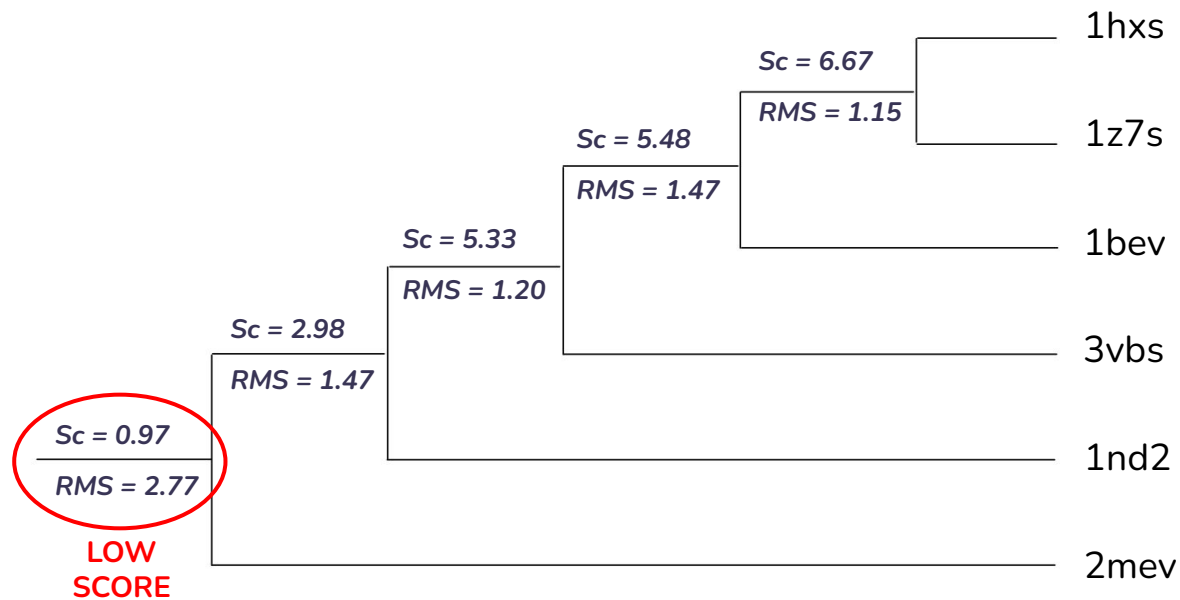 1hxs
Sc = 6.67
RMS = 1.15
1z7s
Sc = 5.48
RMS = 1.47
1bev
Sc = 5.33
RMS = 1.20
3vbs
Sc = 2.98
RMS = 1.47
Sc = 0.97
1nd2
RMS = 2.77
LOW
SCORE
2mev